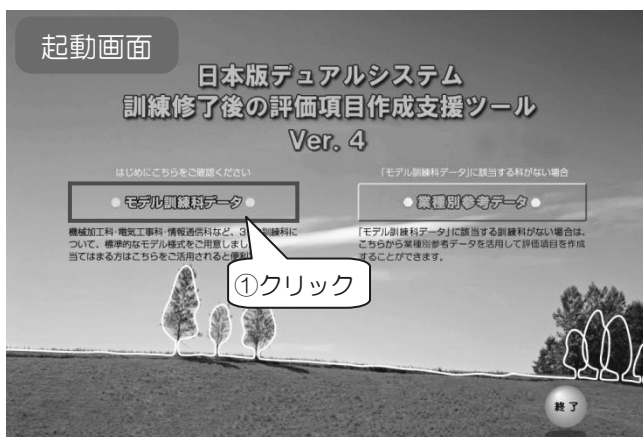 起動画面
日本版デュアルシステム
訓練修了後の評価項目作成支援ツール
Ver. 4
はじめにこちらをご確認ください
モデル訓練科データ
機械加工科・電気工事科・情報通信科など、3 訓練科に
ついて、標準的なモデル様式をご用意しまし
当てはまる方はこちらをご活用されると便利
「モデル訓練科データ」に該当する科がない場合
業種別参考データ
「モデル訓練科データ」に該当する訓練科がない場合は、
こちらから業種別参考データを活用して評価項目を作成
することができます。
①クリック
終了